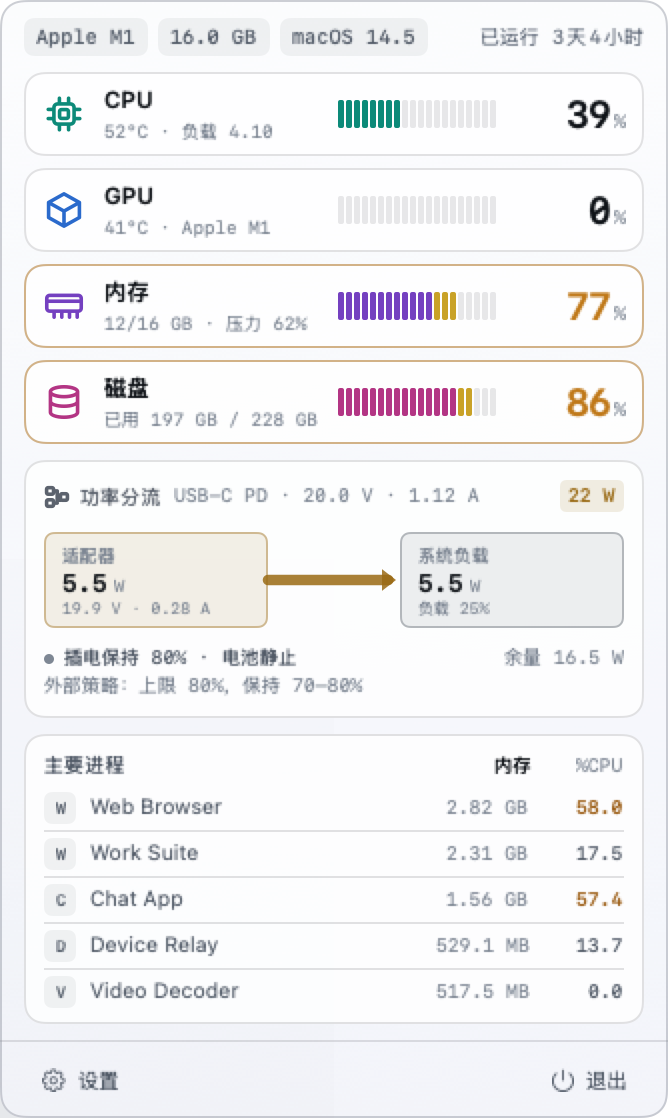 Apple M1 16.0 GB macOS 14.5 已运行 3天4小时
CPU
52°C · 负载 4.10
39%
GPU
41°C · Apple M1
0%
内存
12/16 GB · 压力 62%
77%
磁盘
已用 197 GB / 228 GB
86%
功率分流 USB-C PD · 20.0 V · 1.12 A 22 W
适配器
5.5 W
19.9 V · 0.28 A
系统负载
5.5 W
负载 25%
插电保持 80% · 电池静止 余量 16.5 W
外部策略: 上限 80%, 保持 70–80%
主要进程 内存 %CPU
W Web Browser 2.82 GB 58.0
W Work Suite 2.31 GB 17.5
C Chat App 1.56 GB 57.4
D Device Relay 529.1 MB 13.7
V Video Decoder 517.5 MB 0.0
设置 退出